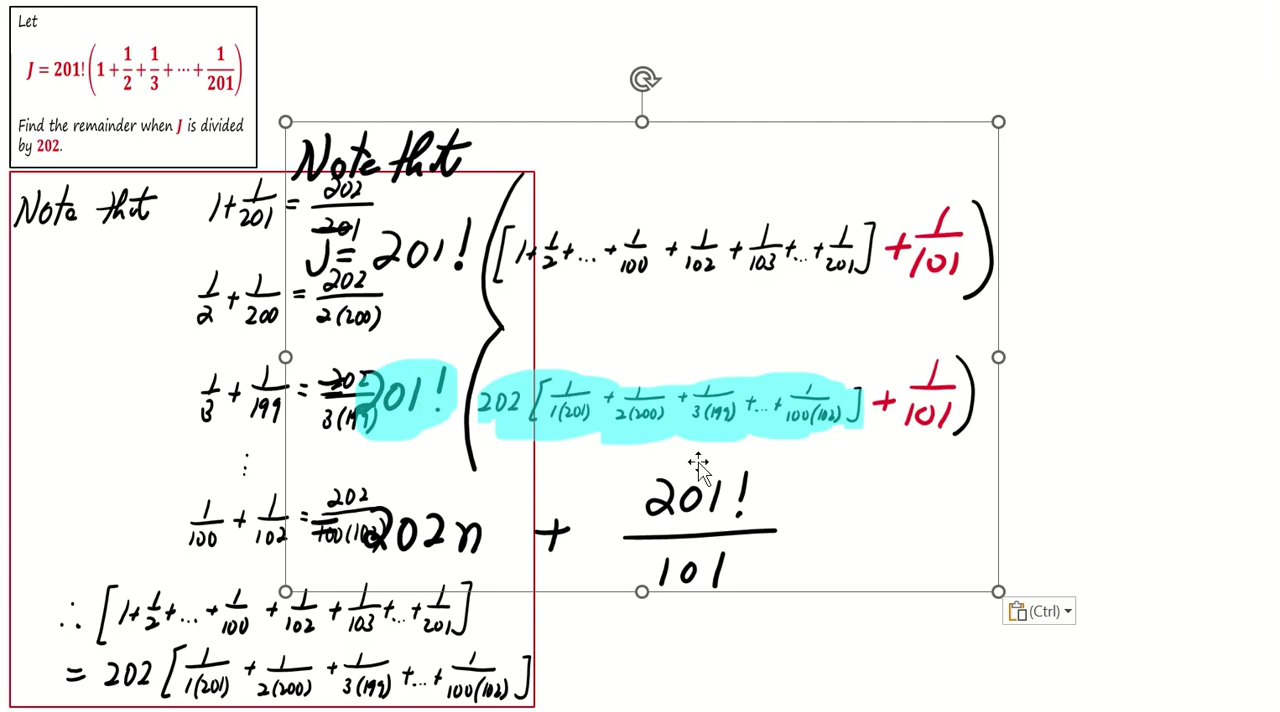 Let
J = 201! (1 + 1/2 + 1/3 + ⋯ + 1/201)
Find the remainder when J is divided
by 202.
Note that
Note that 1 + 1/201 = 202/201
J = 201! ( [1 + 1/2 + ... + 1/100 + 1/102 + 1/103 + ... + 1/201] + 1/101 )
1/2 + 1/200 = 202/2(200)
1/3 + 1/199 = 202/3(199)
201! ( 202 [1/1(201) + 1/2(200) + 1/3(199) + ... + 1/100(102)] + 1/101 )
⋮
1/100 + 1/102 = 202/100(102)
= 202n + 201!/101
∴ [1 + 1/2 + ... + 1/100 + 1/102 + 1/103 + ... + 1/201]
= 202 [1/1(201) + 1/2(200) + 1/3(199) + ... + 1/100(102)]
(Ctrl)